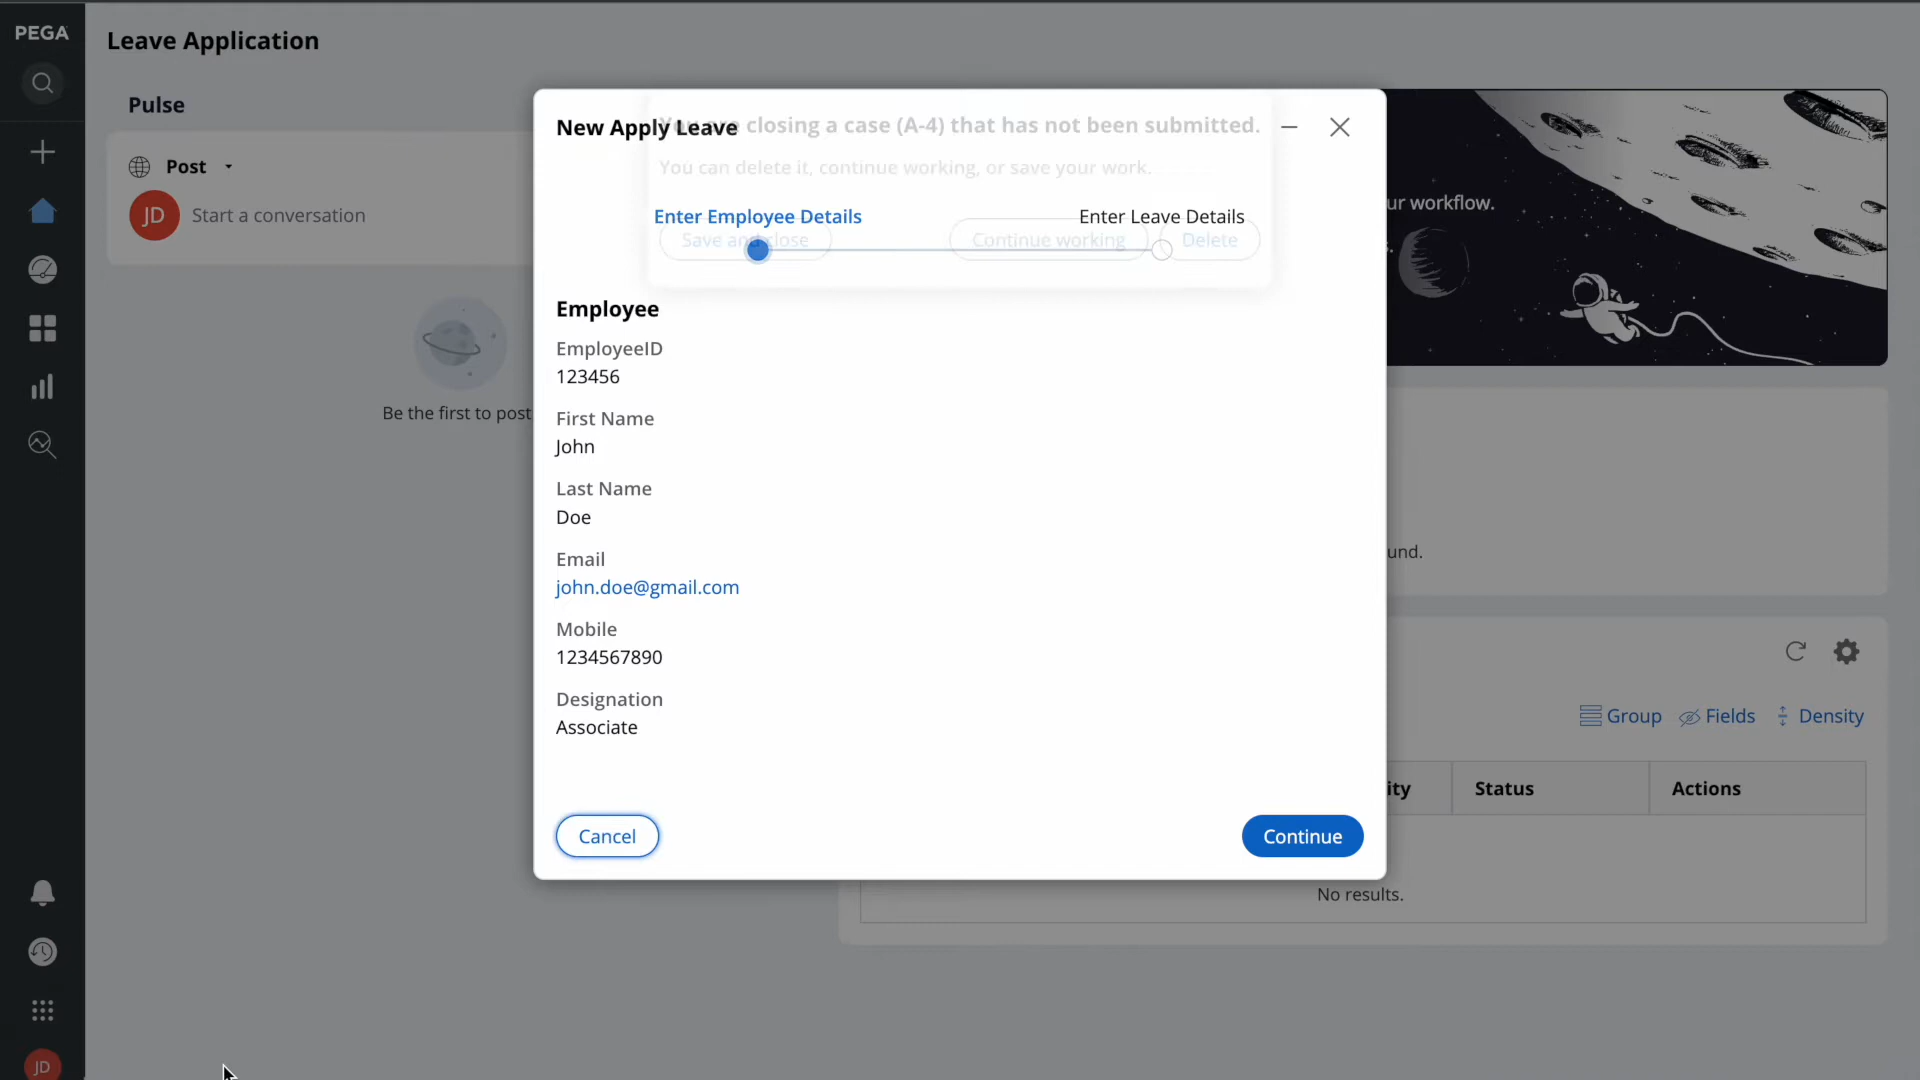 PEGA
Leave Application
Pulse
Post
JD
Start a conversation
Be the first to post
New Apply Leave
You are closing a case (A-4) that has not been submitted.
You can delete it, continue working, or save your work.
Enter Employee Details
Enter Leave Details
Save and close
Continue working
Delete
Employee
EmployeeID
123456
First Name
John
Last Name
Doe
Email
john.doe@gmail.com
Mobile
1234567890
Designation
Associate
Cancel
Continue
ur workflow.
und.
Group
Fields
Density
ity
Status
Actions
No results.
JD